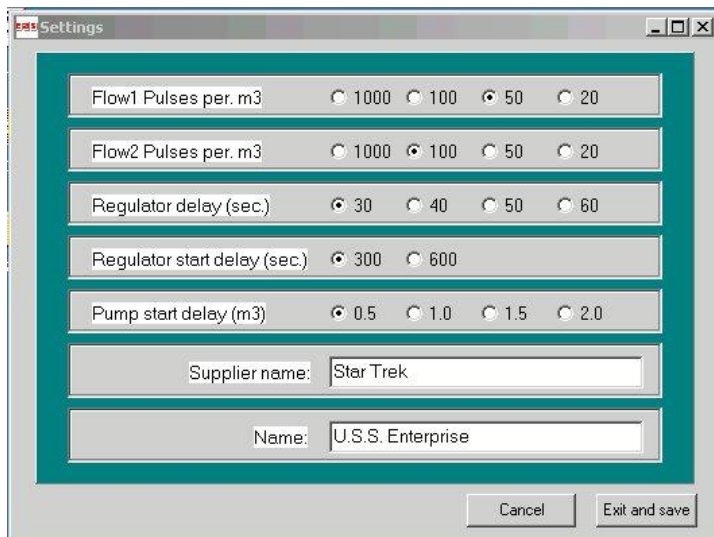 Settings
Flow1 Pulses per. m3 1000 100 50 20
Flow2 Pulses per. m3 1000 100 50 20
Regulator delay (sec.) 30 40 50 60
Regulator start delay (sec.) 300 600
Pump start delay (m3) 0.5 1.0 1.5 2.0
Supplier name: Star Trek
Name: U.S.S. Enterprise
Cancel Exit and save